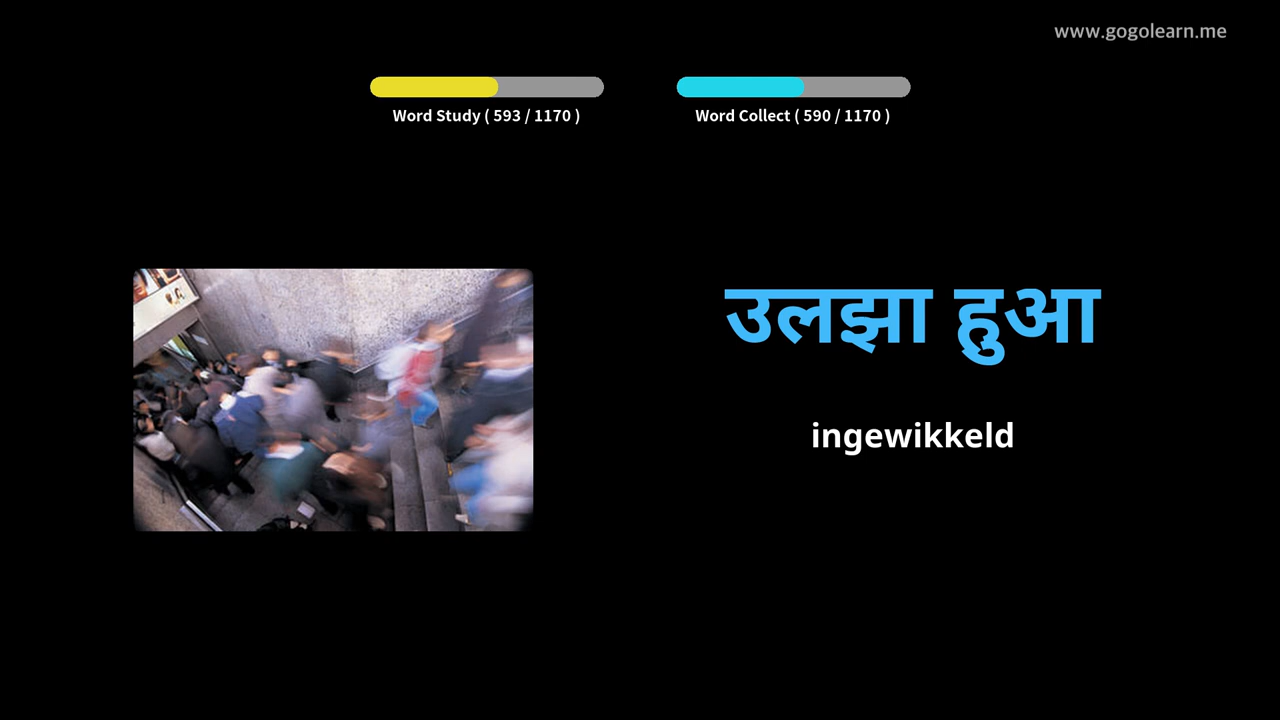 www.gogolearn.me
Word Study ( 593 / 1170 )
Word Collect ( 590 / 1170 )
उलझा हुआ
ingewikkeld